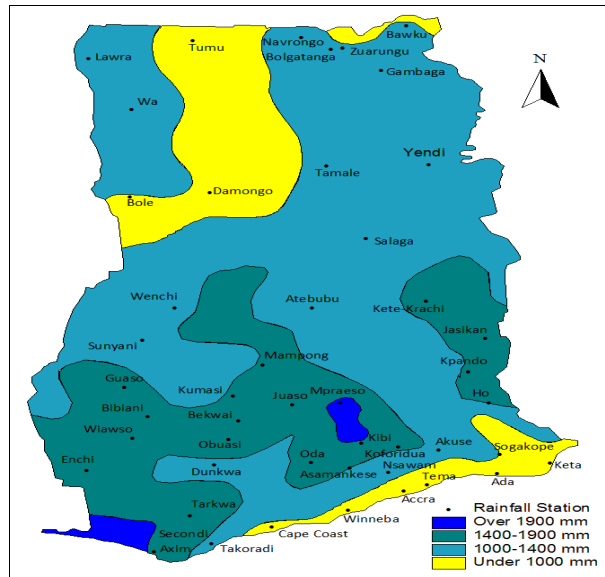 Bawku
Tumu
Navrongo
Zuarungu
Bolgatanga
Lawra
Gambaga
N
Wa
Yendi
Tamale
Damongo
Bole
Salaga
Wenchi
Atebubu
Kete-Krachi
Jasikan
Sunyani
Mampong
Kpando
Guaso
Kumasi
Juaso
Mpraeso
Ho
Bibiani
Bekwai
Wiawso
Obuasi
Kibi
Akuse
Koforidua
Sogakope
Enchi
Oda
Nsawam
Keta
Dunkwa
Asamankese
Tema
Ada
Accra
Tarkwa
Winneba
Rainfall Station
Secondi
Cape Coast
Over 1900 mm
1400-1900 mm
Axim
Takoradi
1000-1400 mm
Under 1000 mm